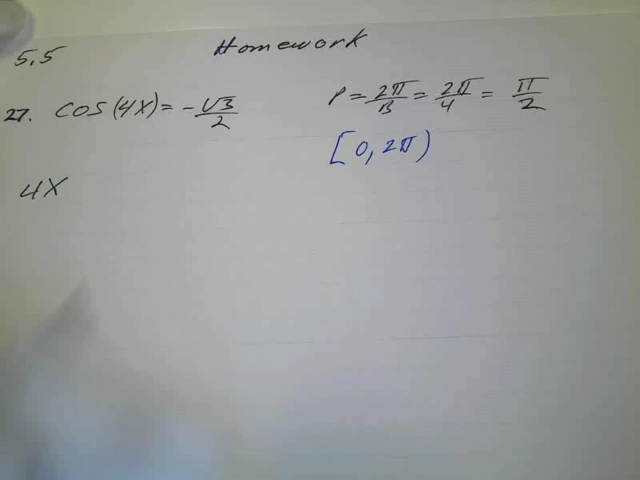 5.5 Homework
27. COS(4X) = -√3/2 P = 2π/B = 2π/4 = π/2
[0, 2π)
4X